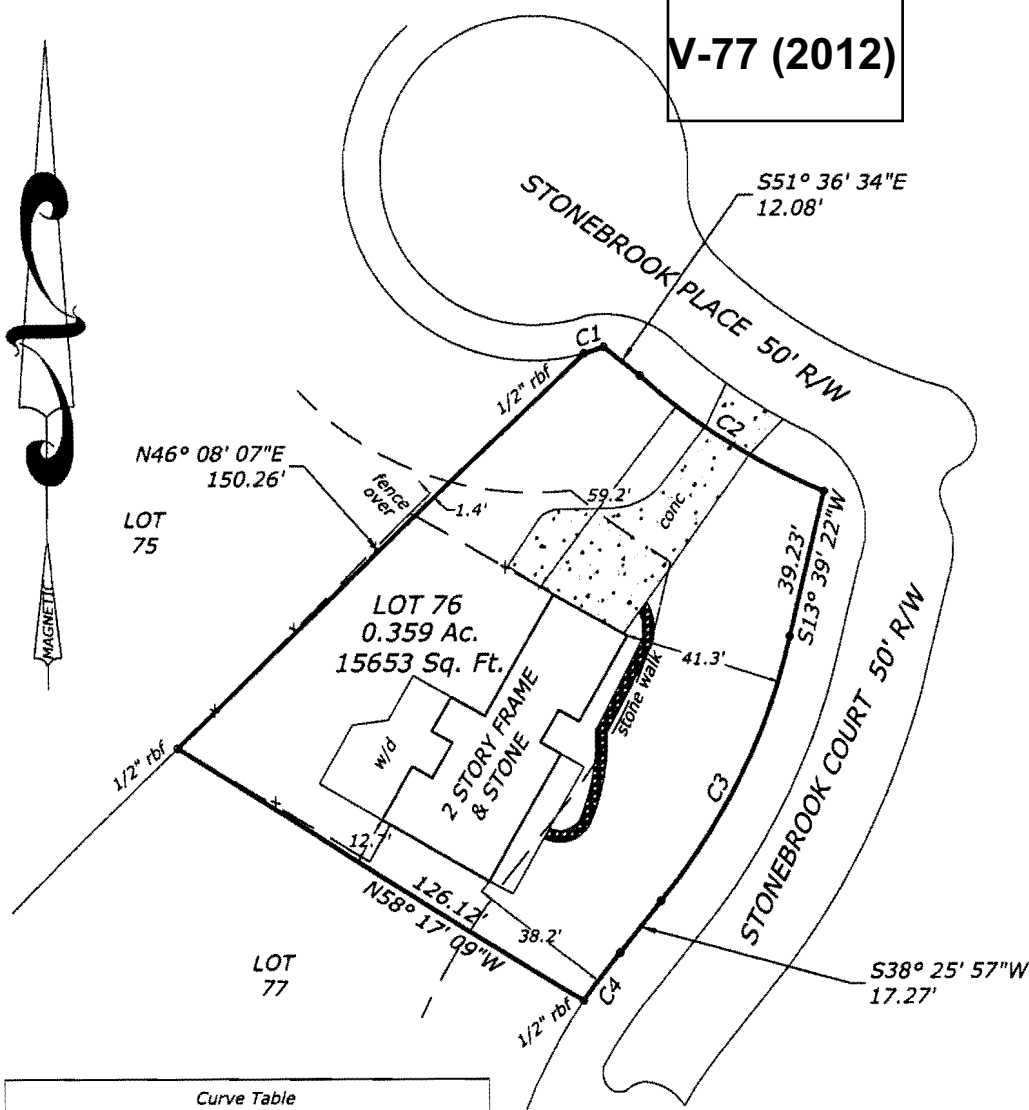 V-77 (2012)
S51° 36' 34"E
12.08'
STONEBROOK PLACE 50' R/W
C1
1/2" rbf
C2
N46° 08' 07"E
150.26'
fence
over
1.4'
59.2'
conc
LOT
75
39.23'
S13° 39' 22"W
MAGNETIC
LOT 76
0.359 Ac.
15653 Sq. Ft.
41.3'
stone walk
w/d
2 STORY FRAME
& STONE
1/2" rbf
C3
STONEBROOK COURT 50' R/W
12.7'
126.12'
N58° 17' 09"W
38.2'
LOT
77
S38° 25' 57"W
17.27'
C4
1/2" rbf
Curve Table